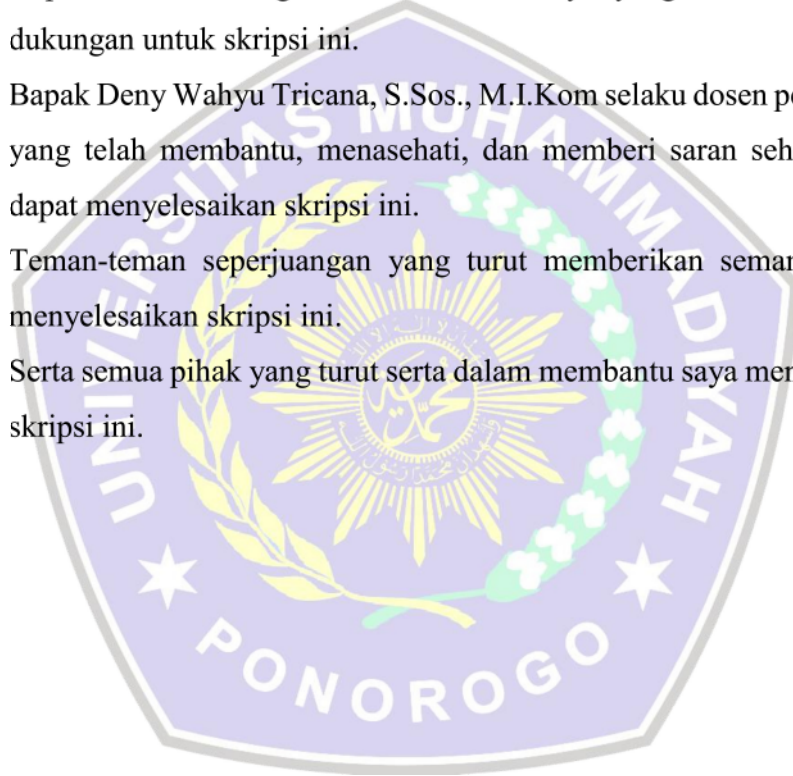 dukungan untuk skripsi ini.
Bapak Deny Wahyu Tricana, S.Sos., M.I.Kom selaku dosen
yang telah membantu, menasehati, dan memberi saran
dapat menyelesaikan skripsi ini.
Teman-teman seperjuangan yang turut memberikan
menyelesaikan skripsi ini.
Serta semua pihak yang turut serta dalam membantu saya
skripsi ini.
UNIVERSITAS MUHAMMADIYAH
PONOROGO